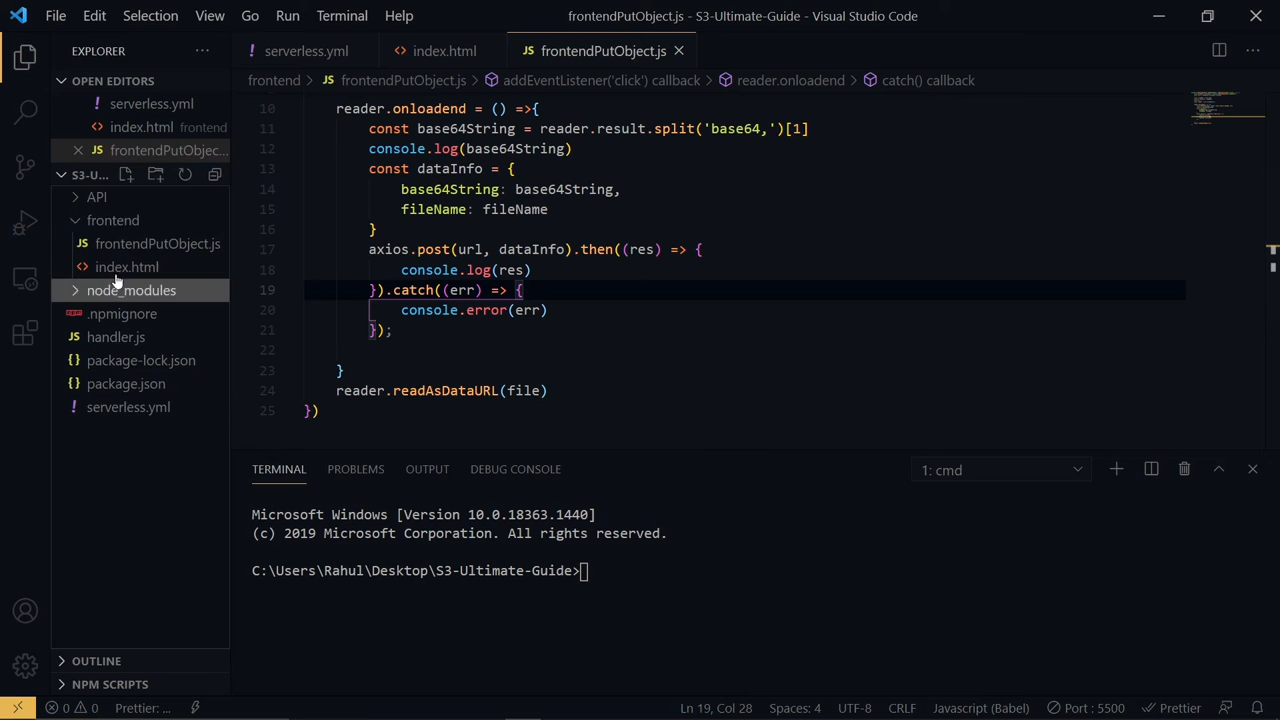 File Edit Selection View Go Run Terminal Help frontendPutObject.js - S3-Ultimate-Guide - Visual Studio Code
EXPLORER
OPEN EDITORS
! serverless.yml
<> index.html frontend
JS frontendPutObjec...
S3-U...
API
frontend
JS frontendPutObject.js
<> index.html
node_modules
npm .npmignore
JS handler.js
{} package-lock.json
{} package.json
! serverless.yml
OUTLINE
NPM SCRIPTS
! serverless.yml <> index.html JS frontendPutObject.js
frontend > JS frontendPutObject.js > addEventListener('click') callback > reader.onloadend > catch() callback
10 reader.onloadend = () =>{
11 const base64String = reader.result.split('base64,')[1]
12 console.log(base64String)
13 const dataInfo = {
14 base64String: base64String,
15 fileName: fileName
16 }
17 axios.post(url, dataInfo).then((res) => {
18 console.log(res)
19 }).catch((err) => {
20 console.error(err)
21 });
22
23 }
24 reader.readAsDataURL(file)
25 })
TERMINAL PROBLEMS OUTPUT DEBUG CONSOLE 1: cmd
Microsoft Windows [Version 10.0.18363.1440]
(c) 2019 Microsoft Corporation. All rights reserved.
C:\Users\Rahul\Desktop\S3-Ultimate-Guide>
0 0 Prettier: ... Ln 19, Col 28 Spaces: 4 UTF-8 CRLF Javascript (Babel) Port : 5500 Prettier